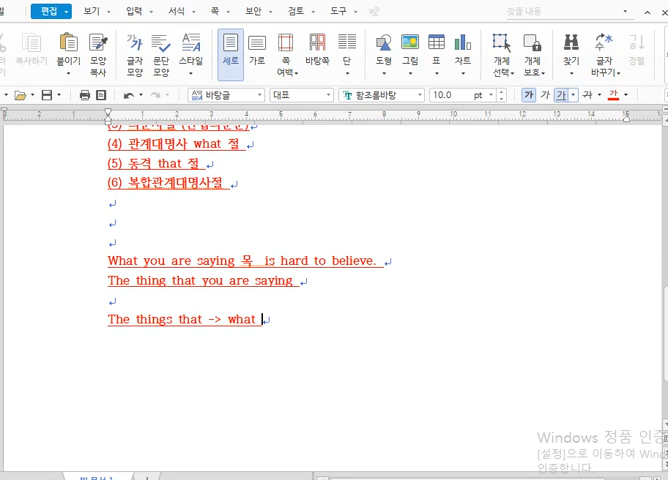 편집 보기 입력 서식 쪽 보안 검토 도구 찾을 내용
복사하기 붙이기 모양 복사 글자 모양 문단 모양 스타일 세로 가로 쪽 여백 바탕쪽 단 도형 그림 표 차트 개체 선택 개체 보호 찾기 글자 바꾸기 정렬
바탕글 대표 함초롬바탕 10.0 pt 가 가 가 가 가
(4) 관계대명사 what 절
(5) 동격 that 절
(6) 복합관계대명사절
What you are saying 목 is hard to believe.
The thing that you are saying
The things that -> what
Windows 정품 인증
[설정]으로 이동하여 Wind
인증합니다.